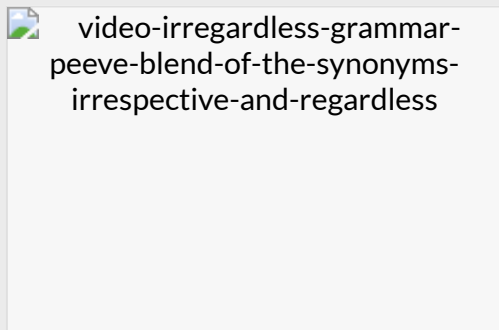 video-irregardless-grammar-
peeve-blend-of-the-synonyms-
irrespective-and-regardless